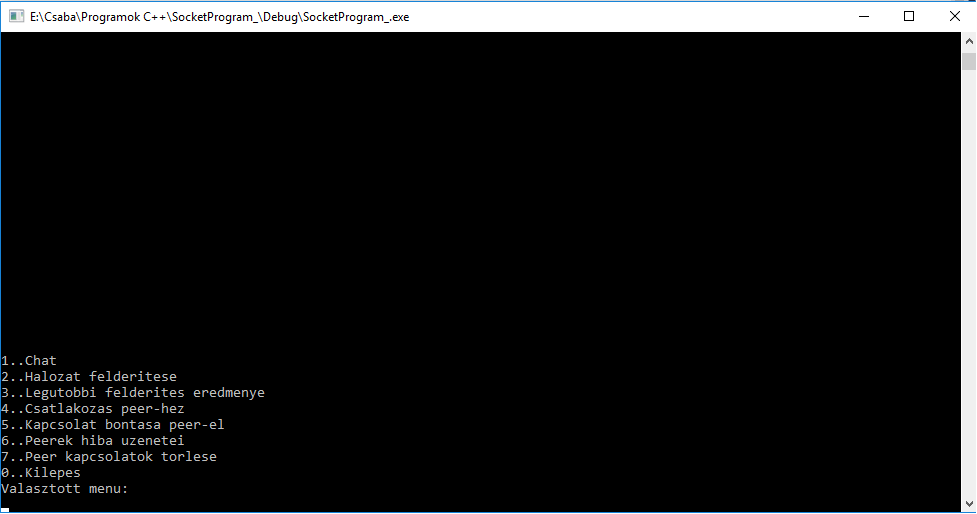 E:\Csaba\Programok C++\SocketProgram_\Debug\SocketProgram_.exe
1..Chat
2..Halozat felderitese
3..Legutobbi felderites eredmenye
4..Csatlakozas peer-hez
5..Kapcsolat bontasa peer-el
6..Peerek hiba uzenetei
7..Peer kapcsolatok torlese
0..Kilepes
Valasztott menu: